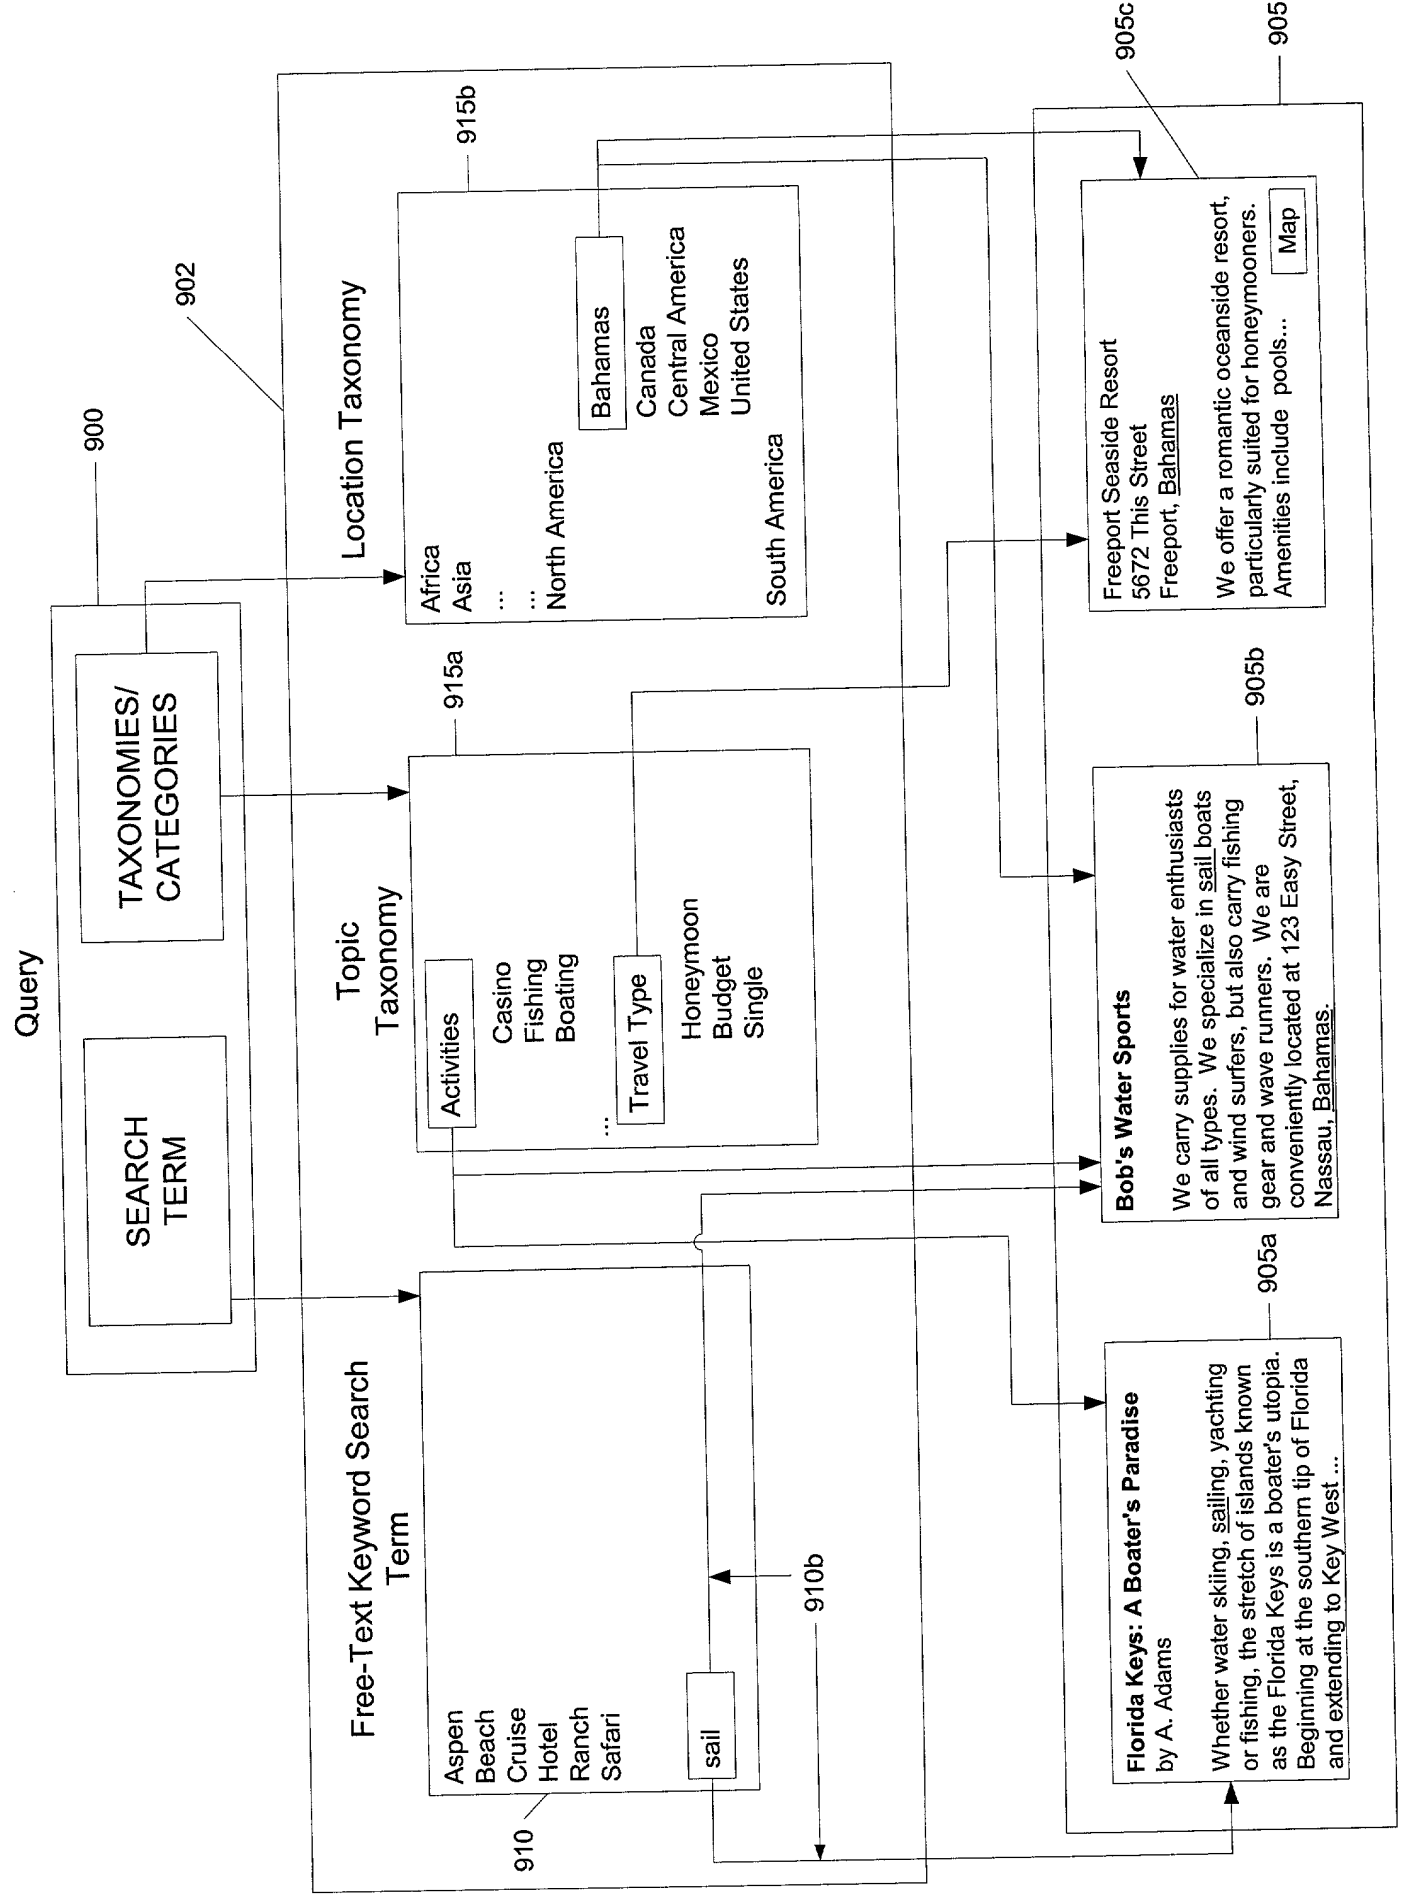 Query
900
SEARCH
TERM
TAXONOMIES/
CATEGORIES
902
Free-Text Keyword Search
Term
Topic
Taxonomy
Location Taxonomy
910
Aspen
Beach
Cruise
Hotel
Ranch
Safari
sail
910b
915a
Activities
Casino
Fishing
Boating
...
Travel Type
Honeymoon
Budget
Single
915b
Africa
Asia
...
...
North America
Bahamas
Canada
Central America
Mexico
United States
South America
905a
Florida Keys: A Boater's Paradise
by A. Adams
Whether water skiing, sailing, yachting
or fishing, the stretch of islands known
as the Florida Keys is a boater's utopia.
Beginning at the southern tip of Florida
and extending to Key West ...
905b
Bob's Water Sports
We carry supplies for water enthusiasts
of all types.  We specialize in sail boats
and wind surfers, but also carry fishing
gear and wave runners.  We are
conveniently located at 123 Easy Street,
Nassau, Bahamas.
905c
Freeport Seaside Resort
5672 This Street
Freeport, Bahamas
We offer a romantic oceanside resort,
particularly suited for honeymooners.
Amenities include  pools...
Map
905